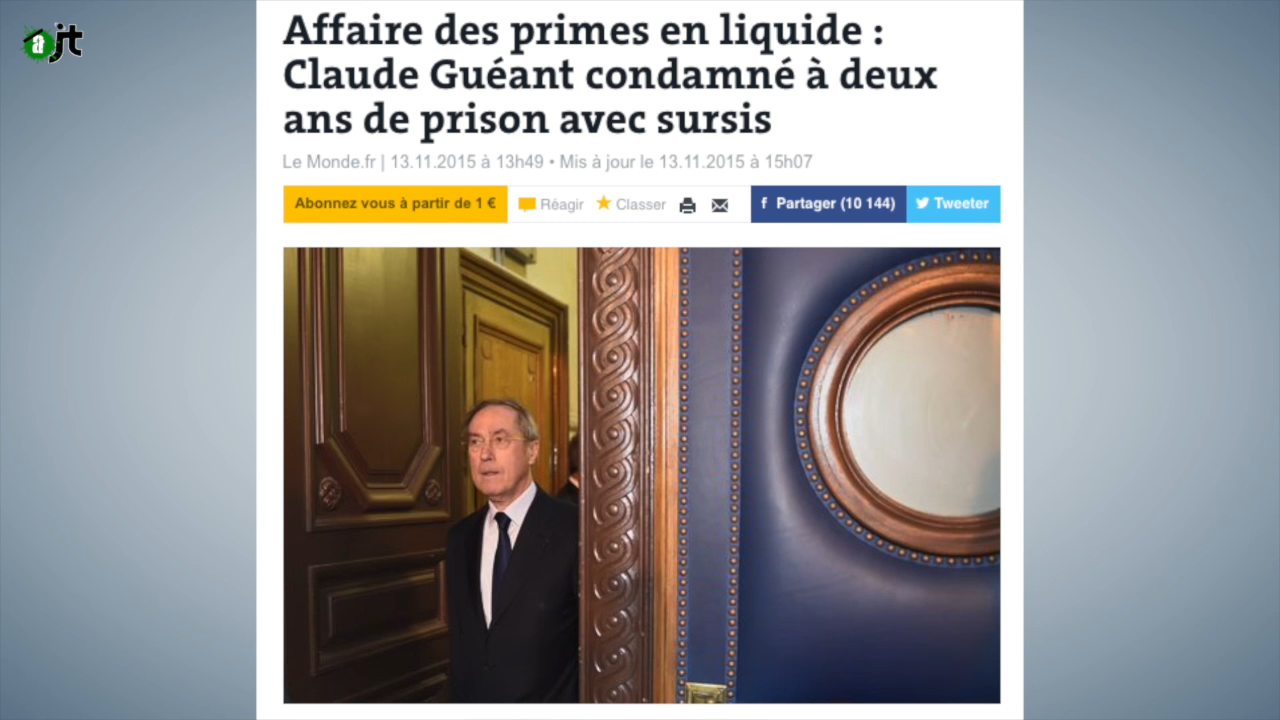 ajt
Affaire des primes en liquide :
Claude Guéant condamné à deux
ans de prison avec sursis
Le Monde.fr | 13.11.2015 à 13h49 • Mis à jour le 13.11.2015 à 15h07
Abonnez vous à partir de 1 € Réagir Classer f Partager (10 144) Tweeter